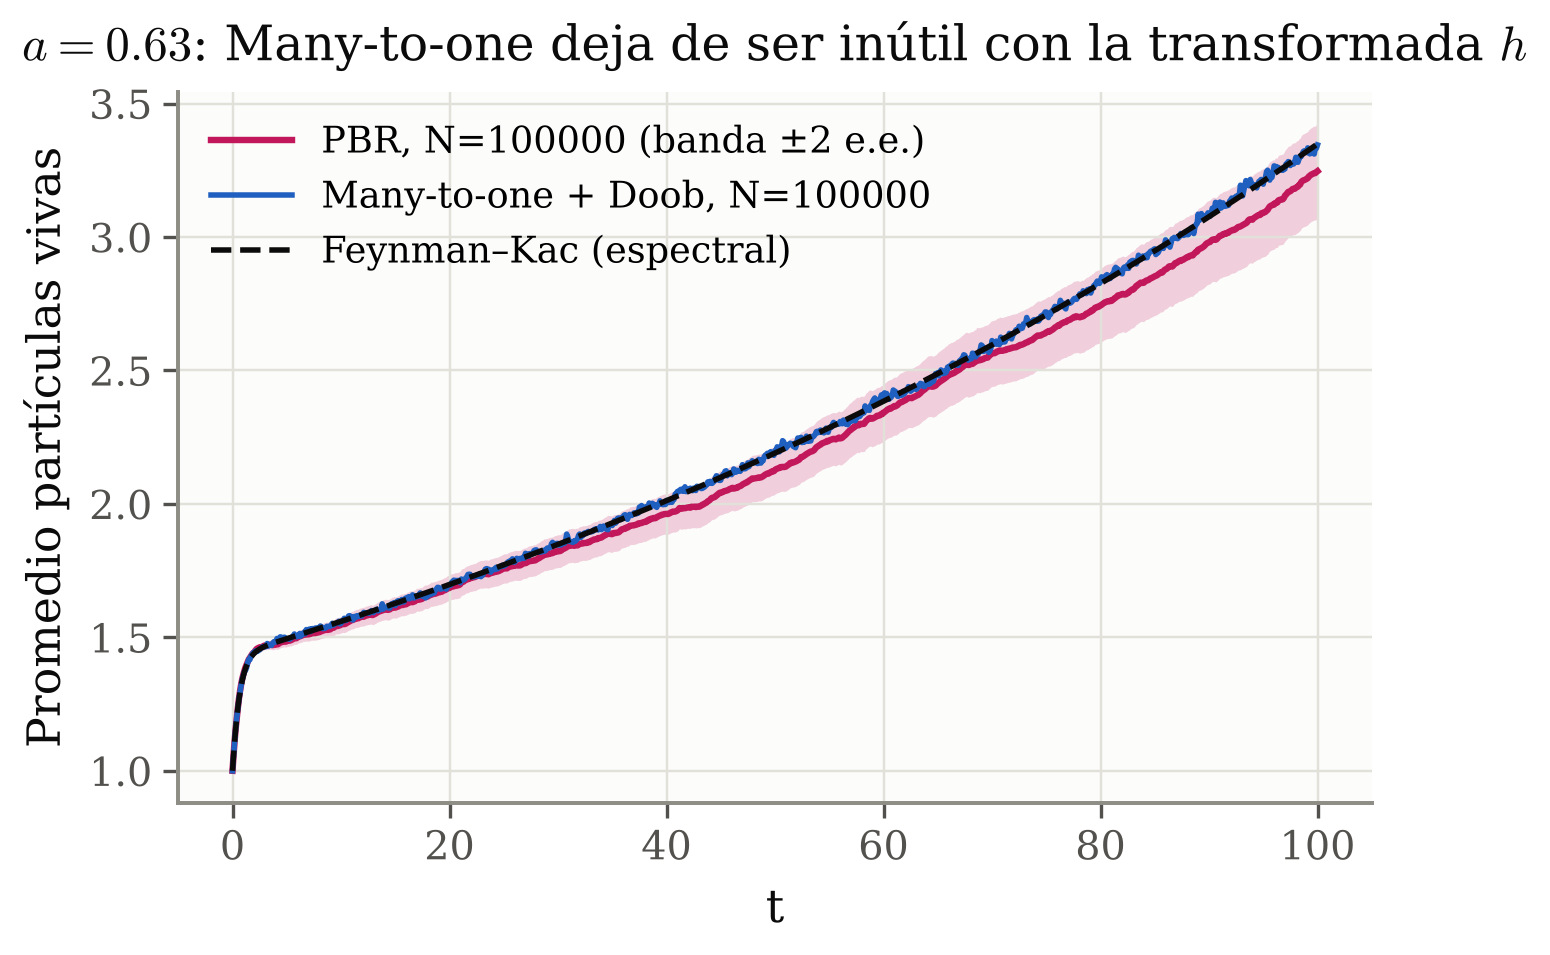 a = 0.63: Many-to-one deja de ser inútil con la transformada h
Promedio partículas vivas
3.5
3.0
2.5
2.0
1.5
1.0
PBR, N=100000 (banda ±2 e.e.)
Many-to-one + Doob, N=100000
Feynman–Kac (espectral)
0 20 40 60 80 100
t